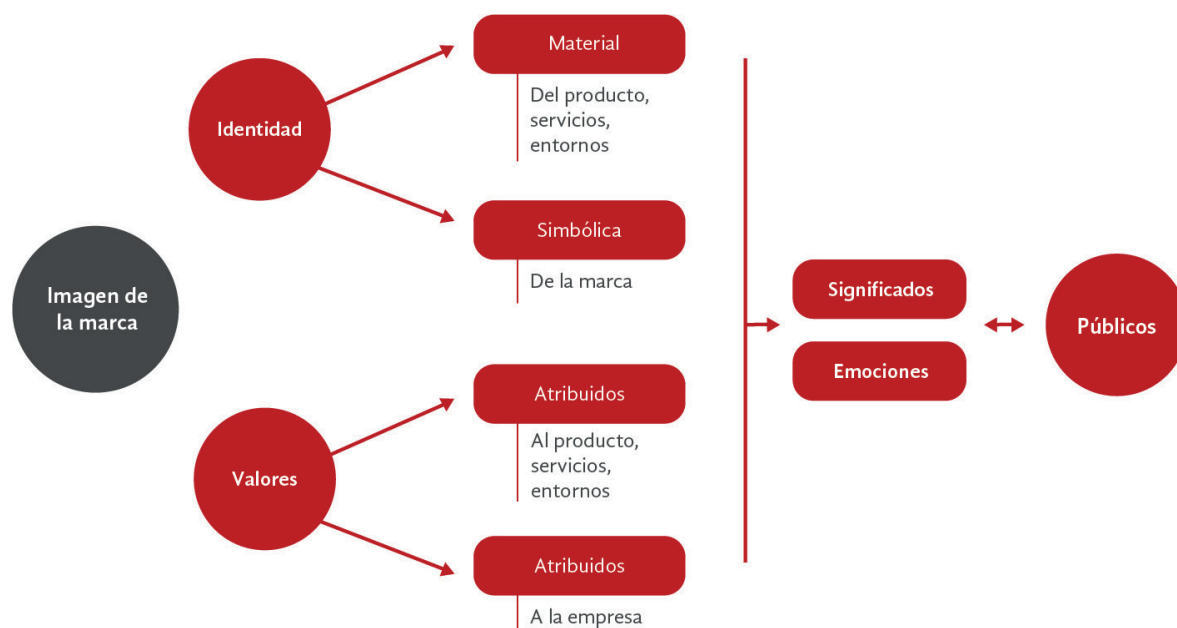 Imagen de
la marca
Identidad
Material
Del producto,
servicios,
entornos
Simbólica
De la marca
Valores
Atribuidos
Al producto,
servicios,
entornos
Atribuidos
A la empresa
Significados
Emociones
Públicos